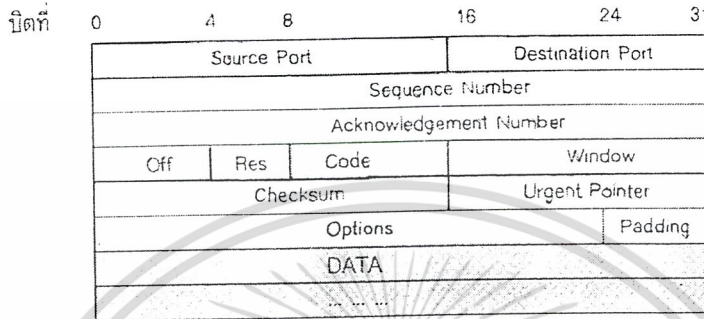 บิตที่ 0 4 8 16 24 31
Source Port Destination Port
Sequence Number
Acknowledgement Number
Off Res Code Window
Checksum Urgent Pointer
Options Padding
DATA
... ... ...